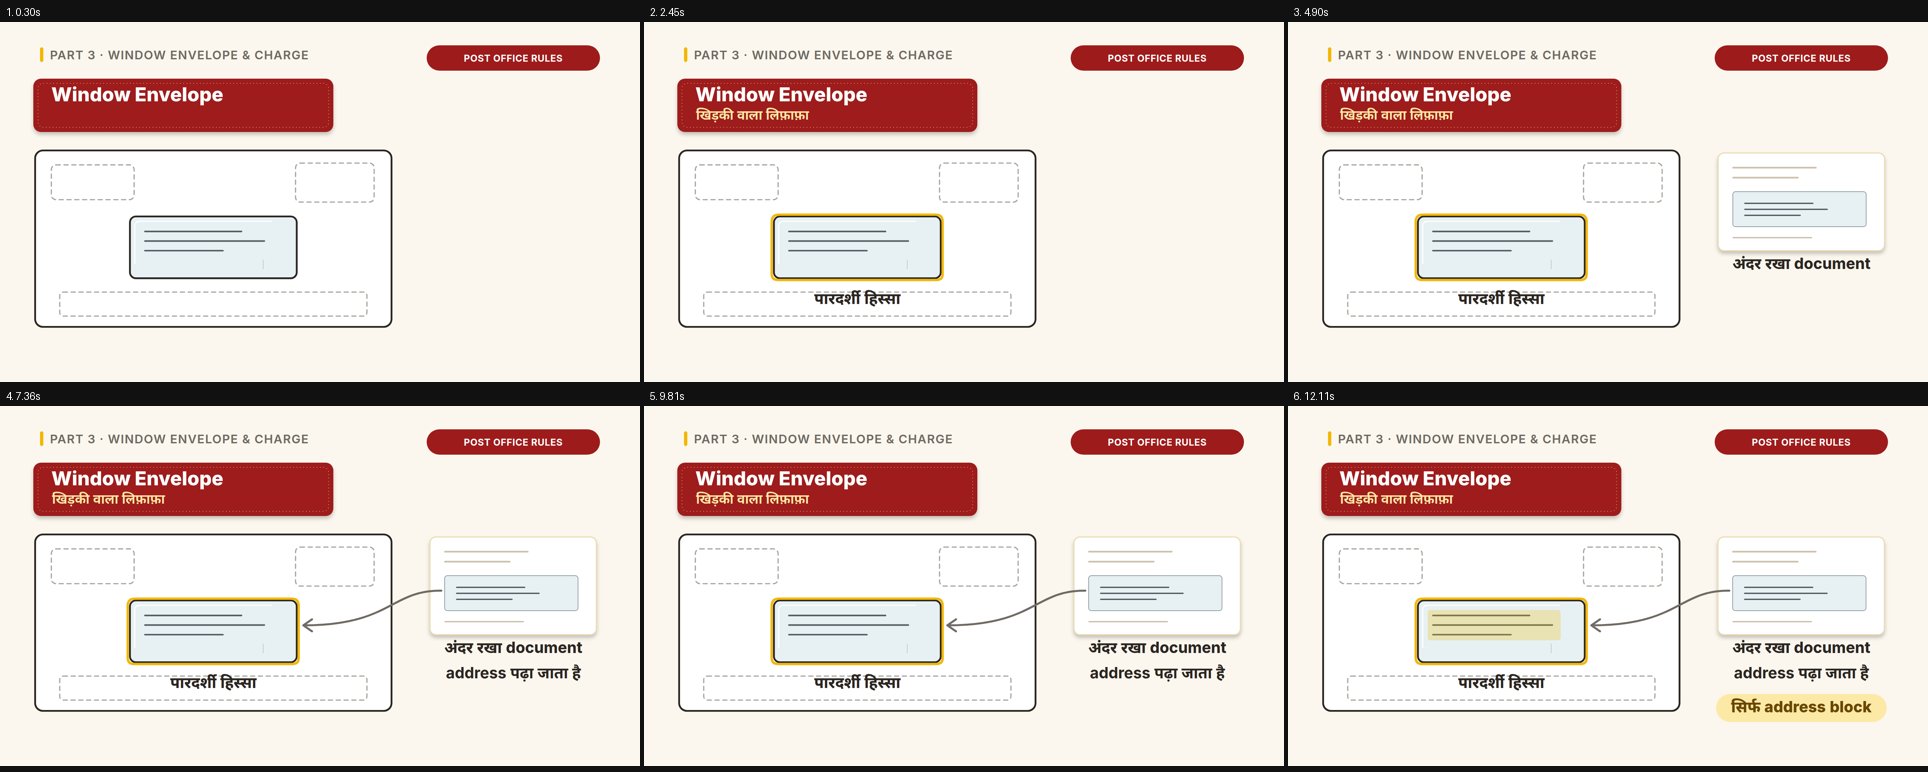 1. 0.30s
PART 3 · WINDOW ENVELOPE & CHARGE
POST OFFICE RULES
Window Envelope
2. 2.45s
PART 3 · WINDOW ENVELOPE & CHARGE
POST OFFICE RULES
Window Envelope
खिड़की वाला लिफ़ाफ़ा
पारदर्शी हिस्सा
3. 4.90s
PART 3 · WINDOW ENVELOPE & CHARGE
POST OFFICE RULES
Window Envelope
खिड़की वाला लिफ़ाफ़ा
अंदर रखा document
पारदर्शी हिस्सा
4. 7.36s
PART 3 · WINDOW ENVELOPE & CHARGE
POST OFFICE RULES
Window Envelope
खिड़की वाला लिफ़ाफ़ा
अंदर रखा document
address पढ़ा जाता है
पारदर्शी हिस्सा
5. 9.81s
PART 3 · WINDOW ENVELOPE & CHARGE
POST OFFICE RULES
Window Envelope
खिड़की वाला लिफ़ाफ़ा
अंदर रखा document
address पढ़ा जाता है
पारदर्शी हिस्सा
6. 12.11s
PART 3 · WINDOW ENVELOPE & CHARGE
POST OFFICE RULES
Window Envelope
खिड़की वाला लिफ़ाफ़ा
अंदर रखा document
address पढ़ा जाता है
पारदर्शी हिस्सा
सिर्फ address block